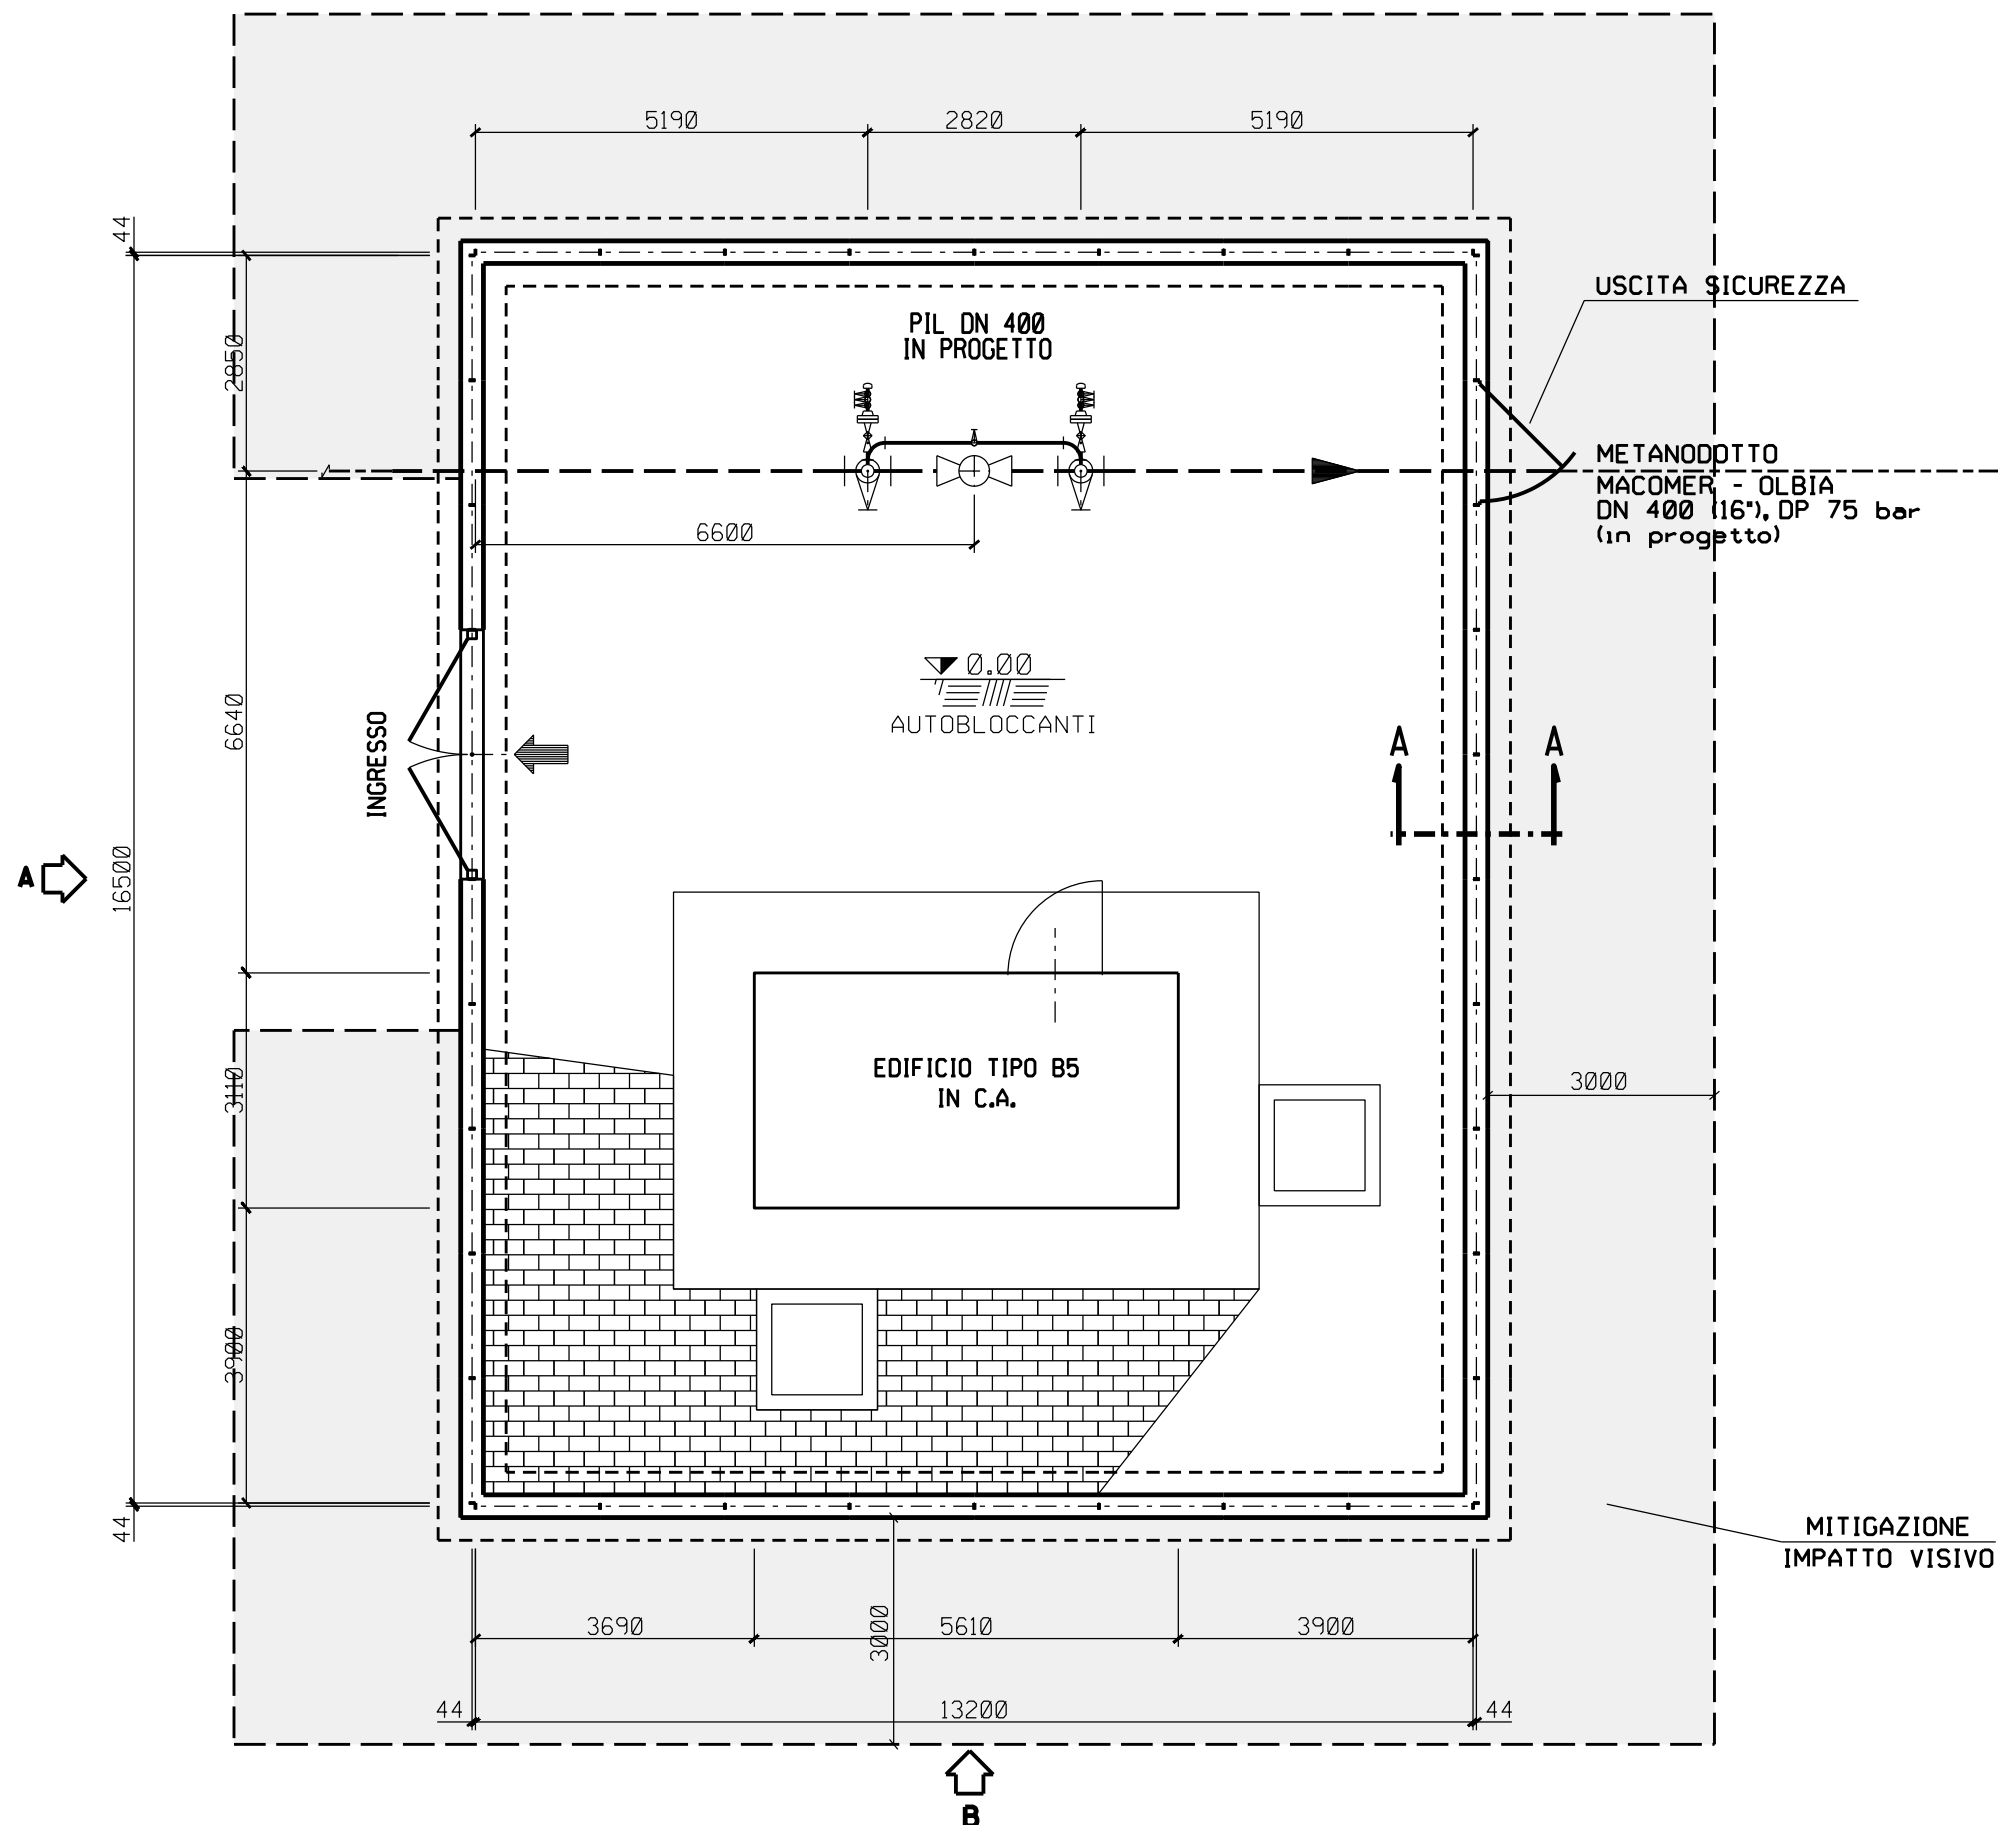 5190 2820 5190
44
USCITA SICUREZZA
PIL DN 400
IN PROGETTO
2850
METANODOTTO
MACOMER - OLBIA
DN 400 (16"), DP 75 bar
(in progetto)
6600
0.00
AUTOBLOCCANTI
6640
INGRESSO
A A
16500
A
EDIFICIO TIPO B5
IN C.A.
3000
3110
3900
44
MITIGAZIONE
IMPATTO VISIVO
3690 3000 5610 3900
44 13200 44
B